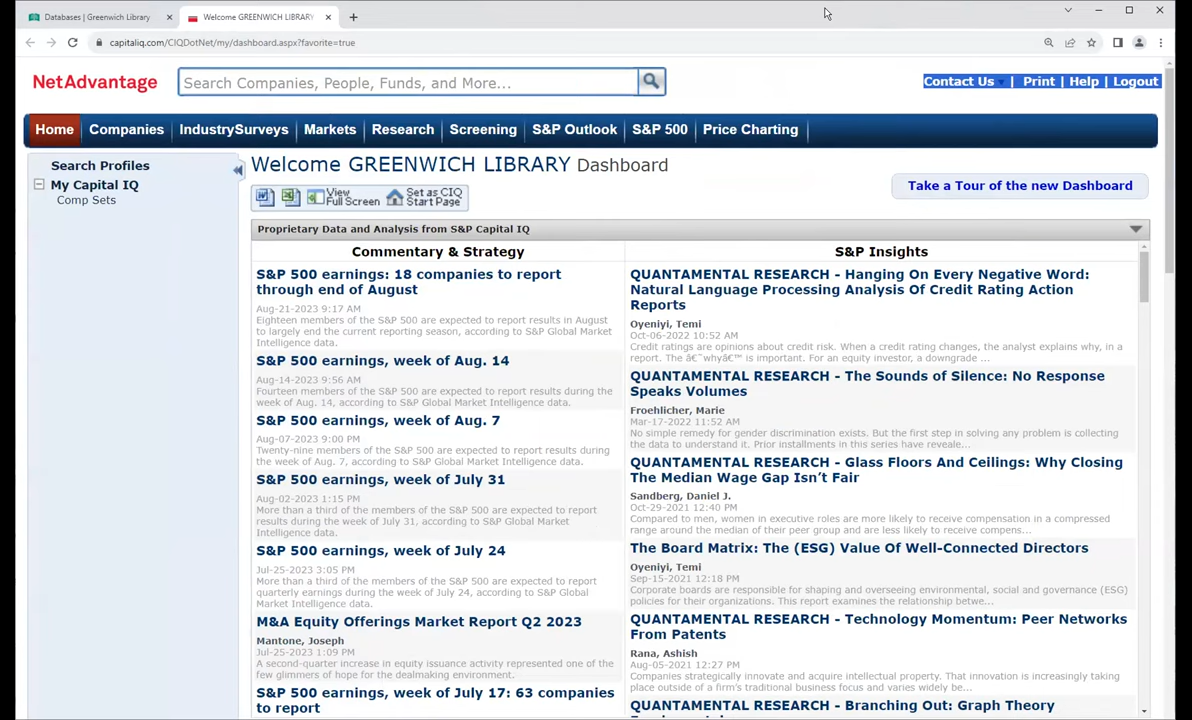 Databases | Greenwich Library
Welcome GREENWICH LIBRARY
capitaliq.com/CIQDotNet/my/dashboard.aspx?favorite=true
NetAdvantage
Search Companies, People, Funds, and More...
Contact Us | Print | Help | Logout
Home Companies IndustrySurveys Markets Research Screening S&P Outlook S&P 500 Price Charting
Search Profiles
My Capital IQ
Comp Sets
Welcome GREENWICH LIBRARY Dashboard
View
Full Screen
Set as CIQ
Start Page
Take a Tour of the new Dashboard
Proprietary Data and Analysis from S&P Capital IQ
Commentary & Strategy
S&P 500 earnings: 18 companies to report
through end of August
Aug-21-2023 9:17 AM
Eighteen members of the S&P 500 are expected to report results in August
to largely end the current reporting season, according to S&P Global Market
Intelligence data.
S&P 500 earnings, week of Aug. 14
Aug-14-2023 9:56 AM
Fourteen members of the S&P 500 are expected to report results during the
week of Aug. 14, according to S&P Global Market Intelligence data.
S&P 500 earnings, week of Aug. 7
Aug-07-2023 9:00 PM
Twenty-nine members of the S&P 500 are expected to report results during
the week of Aug. 7, according to S&P Global Market Intelligence data.
S&P 500 earnings, week of July 31
Aug-02-2023 1:15 PM
More than a third of the members of the S&P 500 are expected to report
results during the week of July 31, according to S&P Global Market
Intelligence data.
S&P 500 earnings, week of July 24
Jul-25-2023 3:05 PM
More than a third of the members of the S&P 500 are expected to report
quarterly earnings during the week of July 24, according to S&P Global
Market Intelligence data.
M&A Equity Offerings Market Report Q2 2023
Mantone, Joseph
Jul-25-2023 1:09 PM
A second-quarter increase in equity issuance activity represented one of the
few glimmers of hope for the dealmaking environment.
S&P 500 earnings, week of July 17: 63 companies
to report
S&P Insights
QUANTAMENTAL RESEARCH - Hanging On Every Negative Word:
Natural Language Processing Analysis Of Credit Rating Action
Reports
Oyeniyi, Temi
Oct-06-2022 10:52 AM
Credit ratings are opinions about credit risk. When a credit rating changes, the analyst explains why, in a
report. The â€˜whyâ€™ is important. For an equity investor, a downgrade ...
QUANTAMENTAL RESEARCH - The Sounds of Silence: No Response
Speaks Volumes
Froehlicher, Marie
Mar-17-2022 11:52 AM
No simple remedy for gender discrimination exists. But the first step in solving any problem is collecting
the data to understand it. Prior installments in this series have reveale...
QUANTAMENTAL RESEARCH - Glass Floors And Ceilings: Why Closing
The Median Wage Gap Isn’t Fair
Sandberg, Daniel J.
Oct-29-2021 12:40 PM
Compared to men, women in executive roles are more likely to receive compensation in a compressed
range around the median of their peer group and are less likely to receive compens...
The Board Matrix: The (ESG) Value Of Well-Connected Directors
Oyeniyi, Temi
Sep-15-2021 12:18 PM
Corporate boards are responsible for shaping and overseeing environmental, social and governance (ESG)
policies for their organizations. This report examines the relationship betwe...
QUANTAMENTAL RESEARCH - Technology Momentum: Peer Networks
From Patents
Rana, Ashish
Aug-05-2021 12:27 PM
Companies strategically innovate and acquire intellectual property. That innovation is increasingly taking
place outside of a firm's traditional business focus and varies widely be...
QUANTAMENTAL RESEARCH - Branching Out: Graph Theory